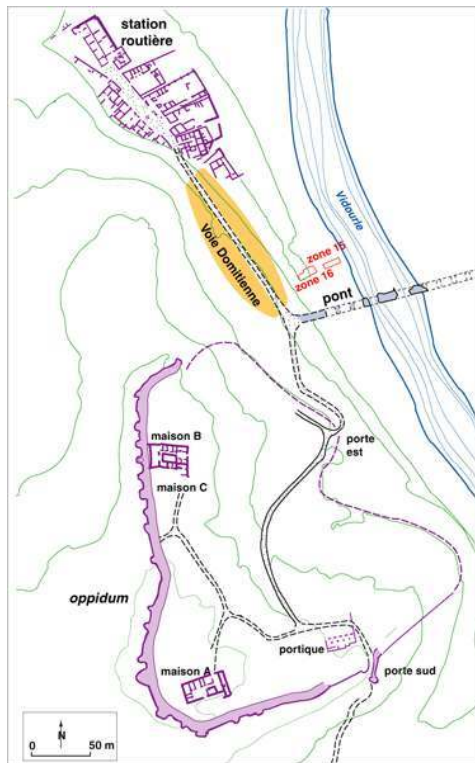 station
routière
Vidourle
Voie Domitienne
zone 15
zone 16
pont
maison B
porte
est
maison C
oppidum
portique
maison A
porte sud
N
0 50 m